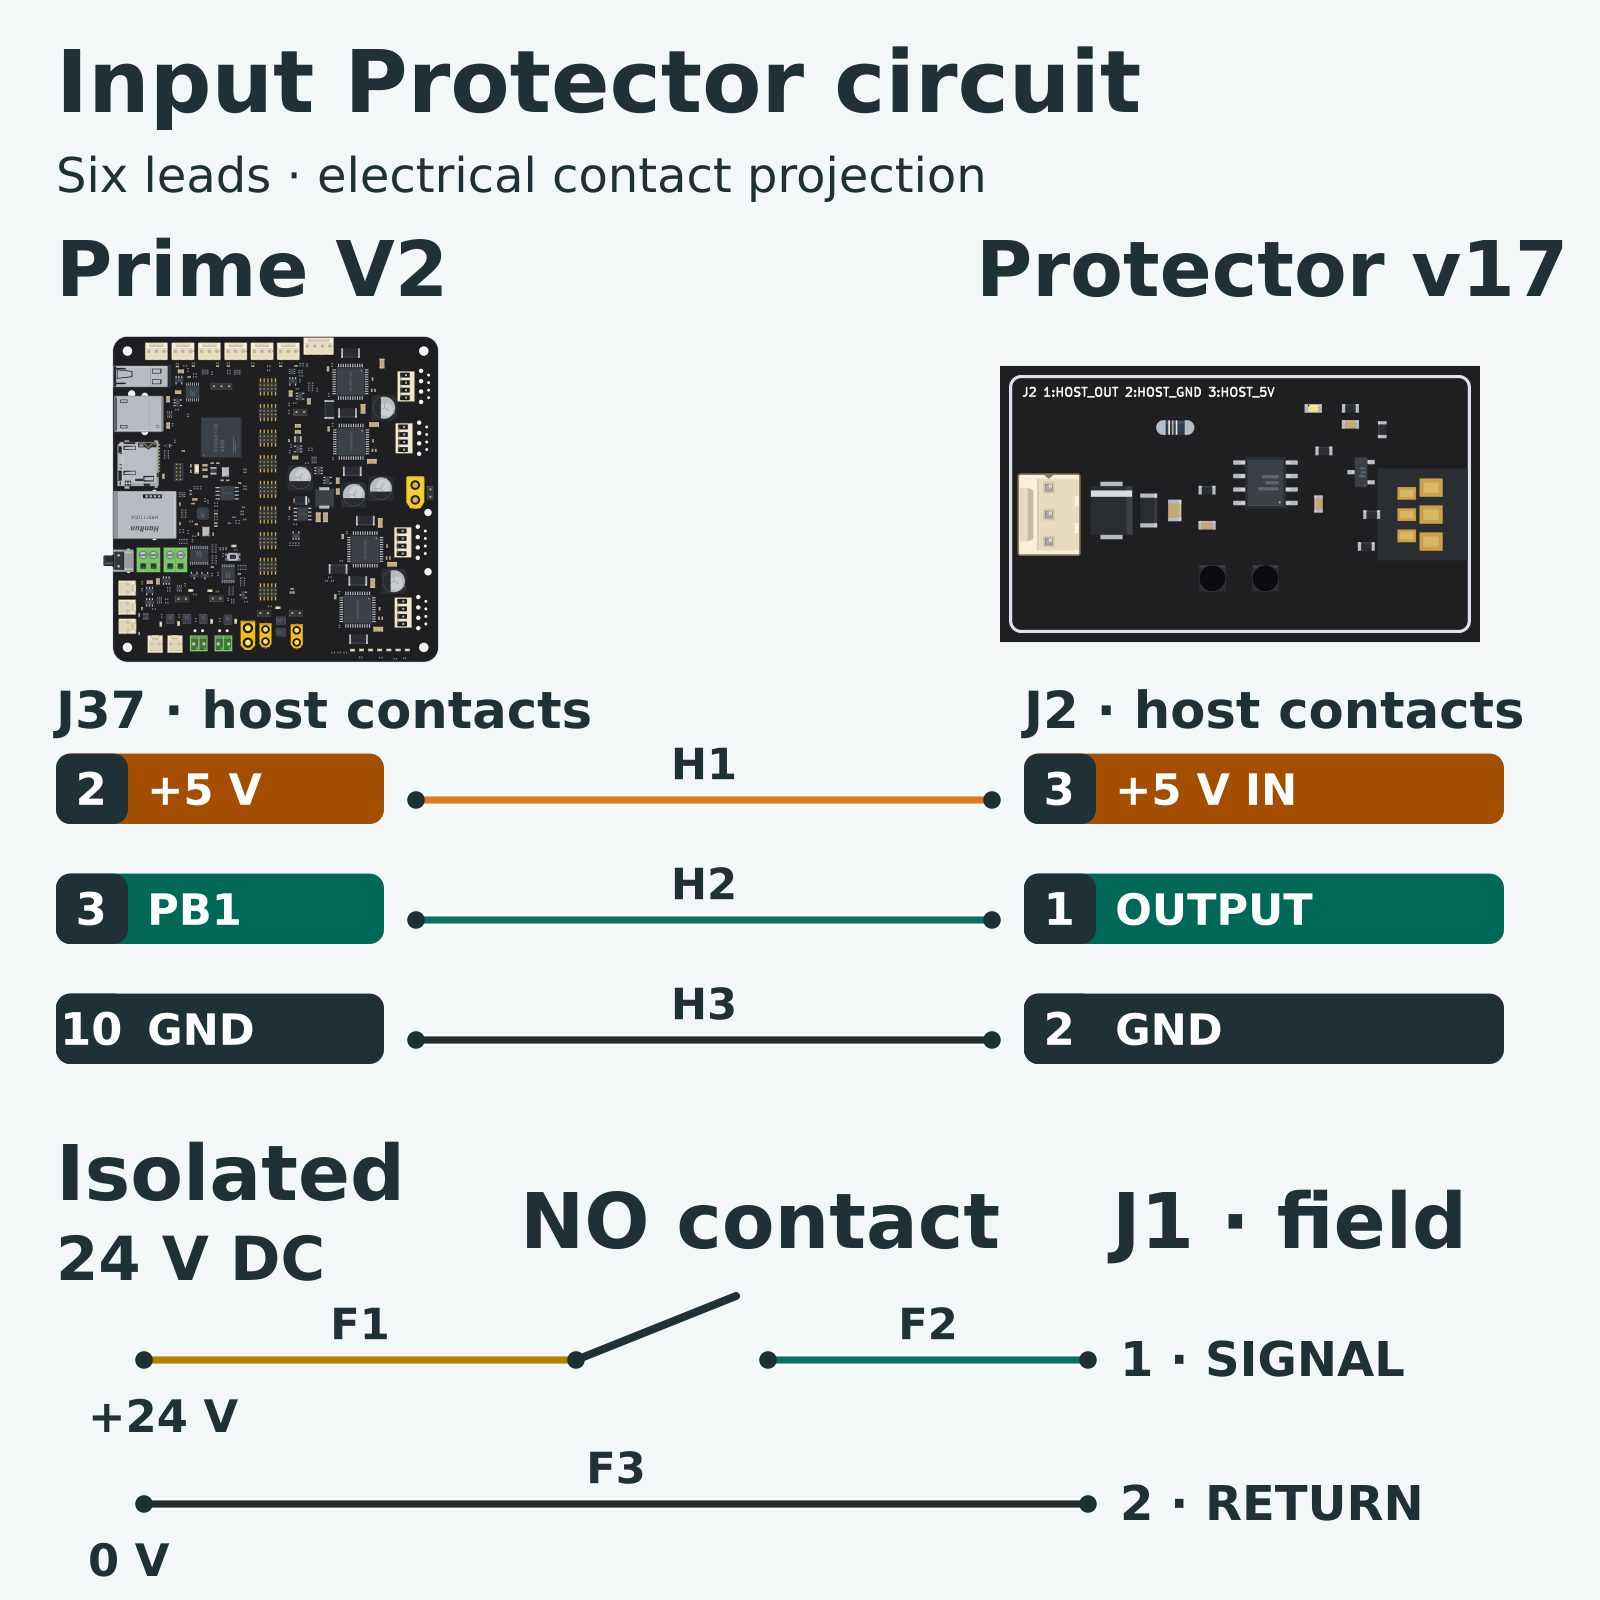 Input Protector circuit
Six leads · electrical contact projection
Prime V2
Protector v17
J2 1:HOST_OUT 2:HOST_GND 3:HOST_5V
HanRun
J37 · host contacts
J2 · host contacts
H1
2 +5 V
3 +5 V IN
H2
3 PB1
1 OUTPUT
H3
10 GND
2 GND
Isolated
24 V DC
NO contact
J1 · field
F1
F2
1 · SIGNAL
+24 V
F3
2 · RETURN
0 V